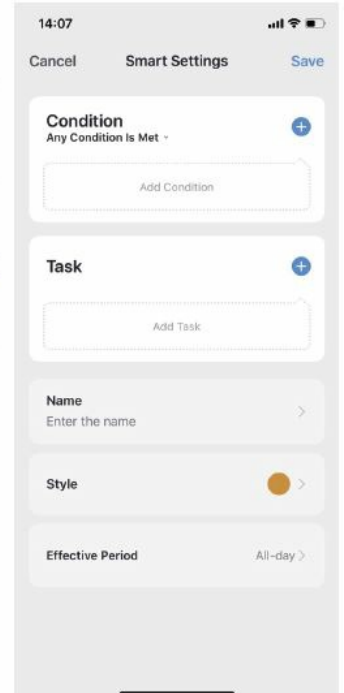 14:07
Cancel Smart Settings Save
Condition
Any Condition Is Met
Add Condition
Task
Add Task
Name
Enter the name
Style
Effective Period All-day